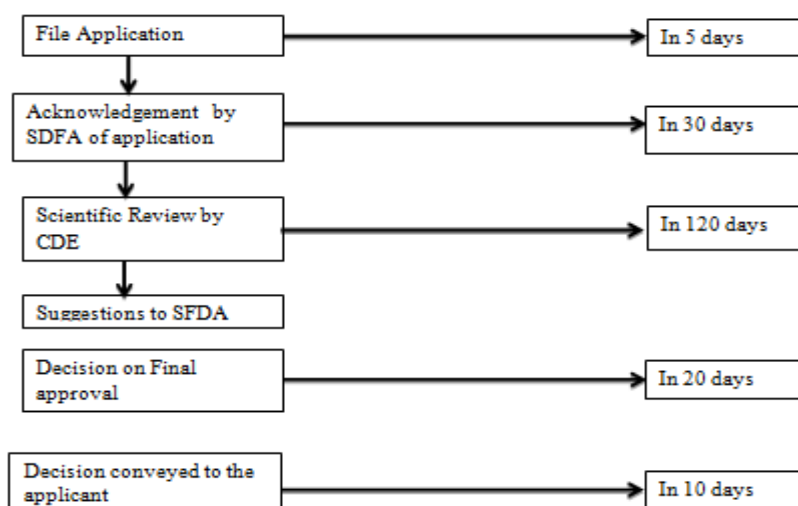 File Application
In 5 days
Acknowledgement by
SDFA of application
In 30 days
Scientific Review by
CDE
In 120 days
Suggestions to SFDA
Decision on Final
approval
In 20 days
Decision conveyed to the
applicant
In 10 days